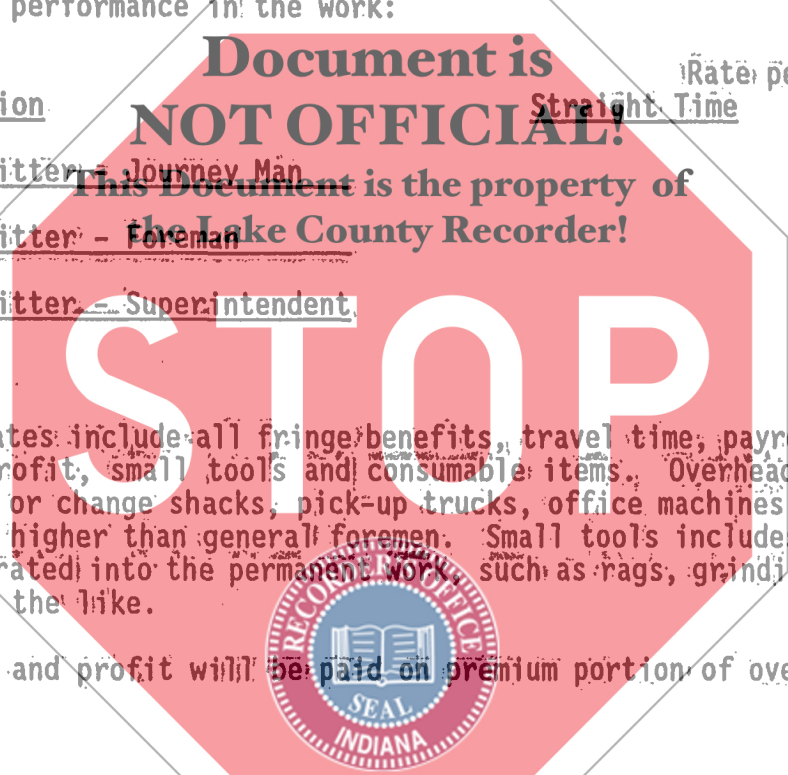 performance in the work:
Document is
Rate pe
ion
Straight Time
NOT OFFICIAL!
itter - Journey Man
This Document is the property of
itter - Foreman
the Lake County Recorder!
itter - Superintendent
STOP
ates include all fringe benefits, travel time, payro
rofit, small tools and consumable items. Overhead
or change shacks, pick-up trucks, office machines
higher than general foremen. Small tools include
rated into the permanent work, such as rags, grindi
the like.
and profit will be paid on premium portion of ove
RECORDER'S OFFICE
SEAL
INDIANA